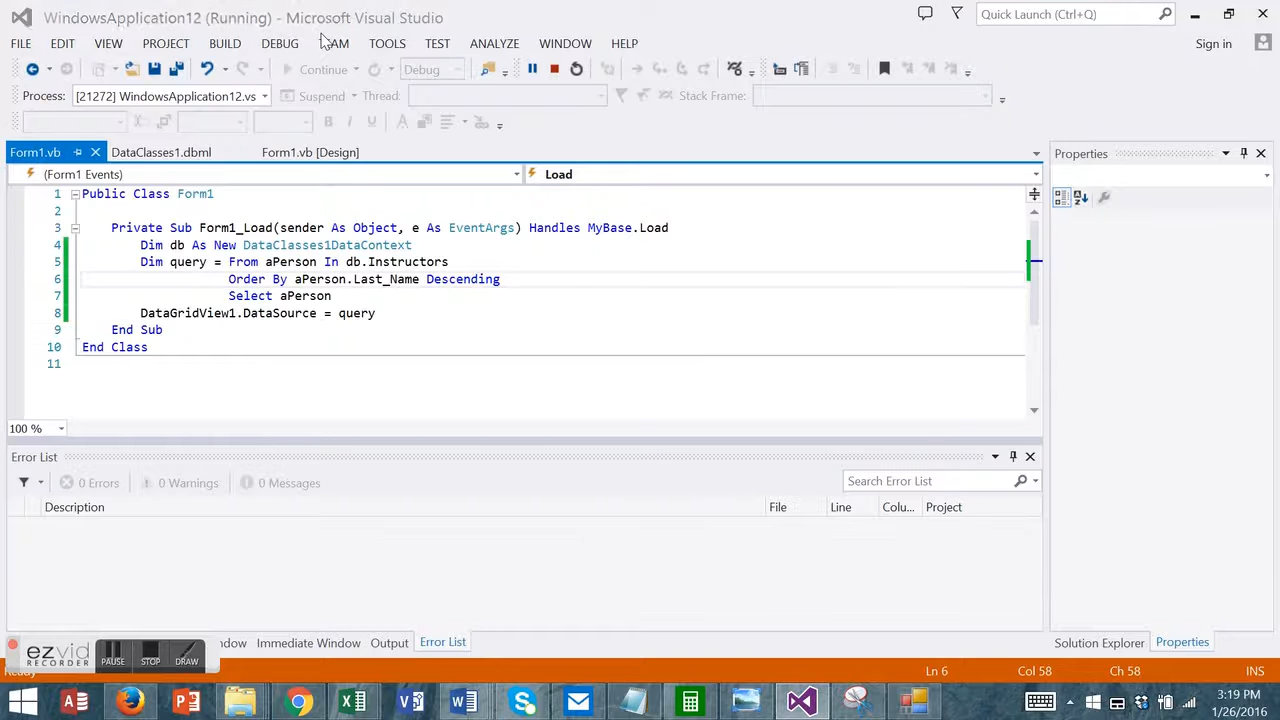 WindowsApplication12 (Running) - Microsoft Visual Studio
Quick Launch (Ctrl+Q)
FILE EDIT VIEW PROJECT BUILD DEBUG TEAM TOOLS TEST ANALYZE WINDOW HELP
Sign in
Continue Debug
Process: [21272] WindowsApplication12.vs Suspend Thread: Stack Frame:
B I U A
Form1.vb DataClasses1.dbml Form1.vb [Design]
Properties
(Form1 Events) Load
1 Public Class Form1
2
3 Private Sub Form1_Load(sender As Object, e As EventArgs) Handles MyBase.Load
4 Dim db As New DataClasses1DataContext
5 Dim query = From aPerson In db.Instructors
6 Order By aPerson.Last_Name Descending
7 Select aPerson
8 DataGridView1.DataSource = query
9 End Sub
10 End Class
11
100 %
Error List
0 Errors 0 Warnings 0 Messages
Search Error List
Description File Line Colu... Project
ezvid
RECORDER
PAUSE STOP DRAW
Immediate Window Output Error List
Solution Explorer Properties
Ln 6 Col 58 Ch 58 INS
3:19 PM
1/26/2016